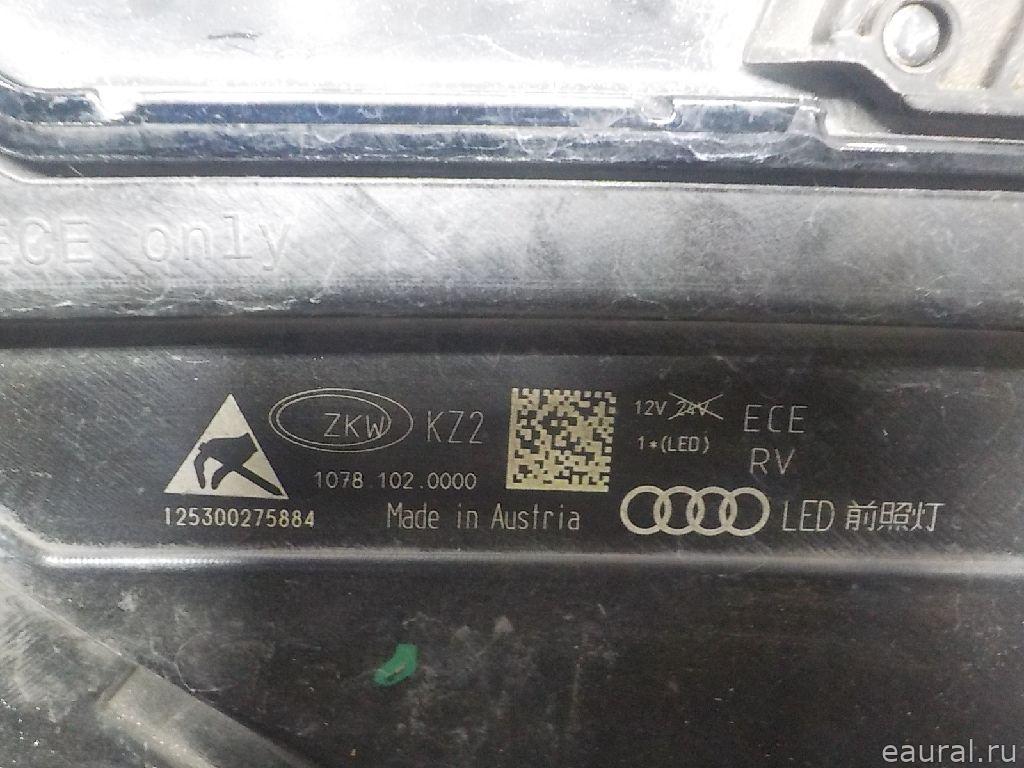 ECE only
ZKW KZ2
1078.102.0000
125300275884
Made in Austria
12V 24V
1*(LED)
ECE
RV
LED 前照灯
eaural.ru